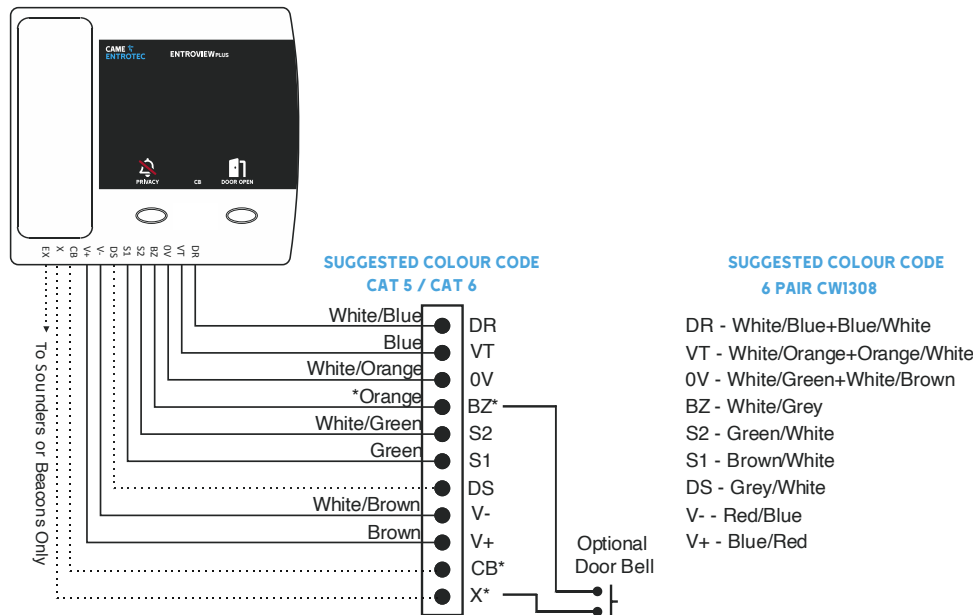 CAME
ENTROTEC
ENTROVIEW PLUS
PRIVACY
CB
DOOR OPEN
EX
X
CB
V+
V-
DS
S1
S2
BZ
0V
VT
DR
To Sounders or Beacons Only
SUGGESTED COLOUR CODE
CAT 5 / CAT 6
White/Blue DR
Blue VT
White/Orange 0V
*Orange BZ*
White/Green S2
Green S1
DS
White/Brown V-
Brown V+
CB*
X*
Optional
Door Bell
SUGGESTED COLOUR CODE
6 PAIR CW1308
DR - White/Blue+Blue/White
VT - White/Orange+Orange/White
0V - White/Green+White/Brown
BZ - White/Grey
S2 - Green/White
S1 - Brown/White
DS - Grey/White
V- - Red/Blue
V+ - Blue/Red